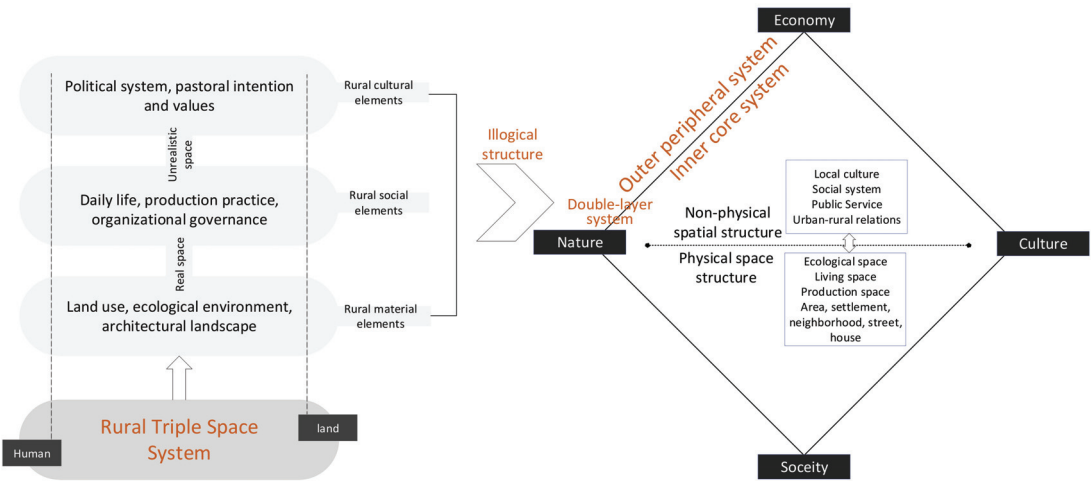 Political system, pastoral intention
and values
Unrealistic
space
Daily life, production practice,
organizational governance
Real space
Land use, ecological environment,
architectural landscape
Rural Triple Space
System
Human
land
Rural cultural
elements
Rural social
elements
Rural material
elements
Illogical
structure
Economy
Outer peripheral system
Inner core system
Double-layer
system
Nature
Culture
Non-physical
spatial structure
Physical space
structure
Local culture
Social system
Public Service
Urban-rural relations
Ecological space
Living space
Production space
Area, settlement,
neighborhood, street,
house
Soceity